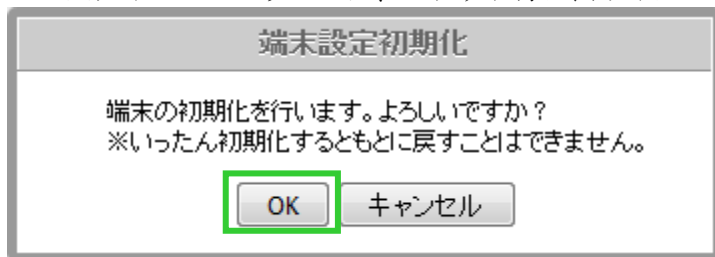 端末設定初期化
端末の初期化を行います。よろしいですか？
※いったん初期化するともとに戻すことはできません。
OK キャンセル